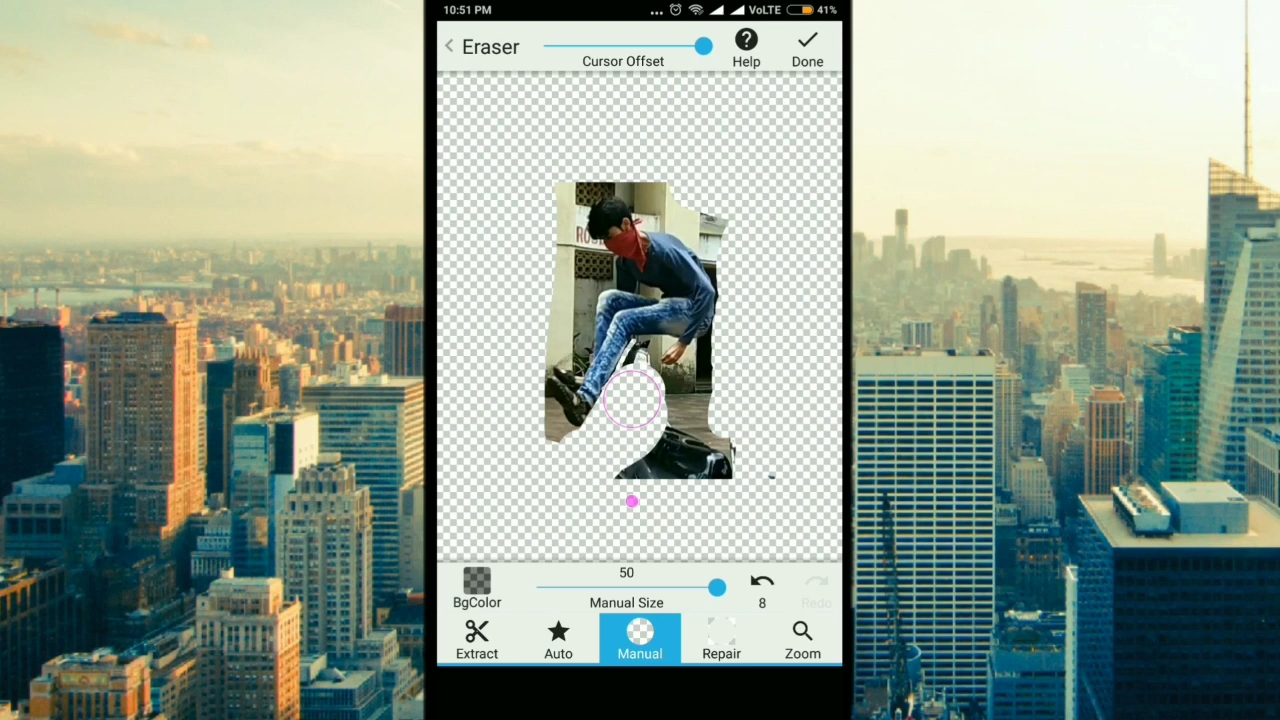 10:51 PM
... VoLTE 41%
Eraser
Cursor Offset
Help
Done
50
BgColor
Manual Size
8
Redo
Extract
Auto
Manual
Repair
Zoom